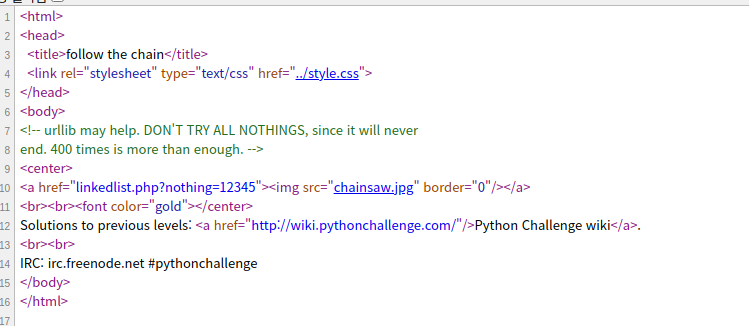 1 <html>
2 <head>
3 <title>follow the chain</title>
4 <link rel="stylesheet" type="text/css" href="../style.css">
5 </head>
6 <body>
7 <!-- urllib may help. DON'T TRY ALL NOTHINGS, since it will never
8 end. 400 times is more than enough. -->
9 <center>
10 <a href="linkedlist.php?nothing=12345"><img src="chainsaw.jpg" border="0"/></a>
11 <br><br><font color="gold"></center>
12 Solutions to previous levels: <a href="http://wiki.pythonchallenge.com/"/>Python Challenge wiki</a>.
13 <br><br>
14 IRC: irc.freenode.net #pythonchallenge
15 </body>
16 </html>
17